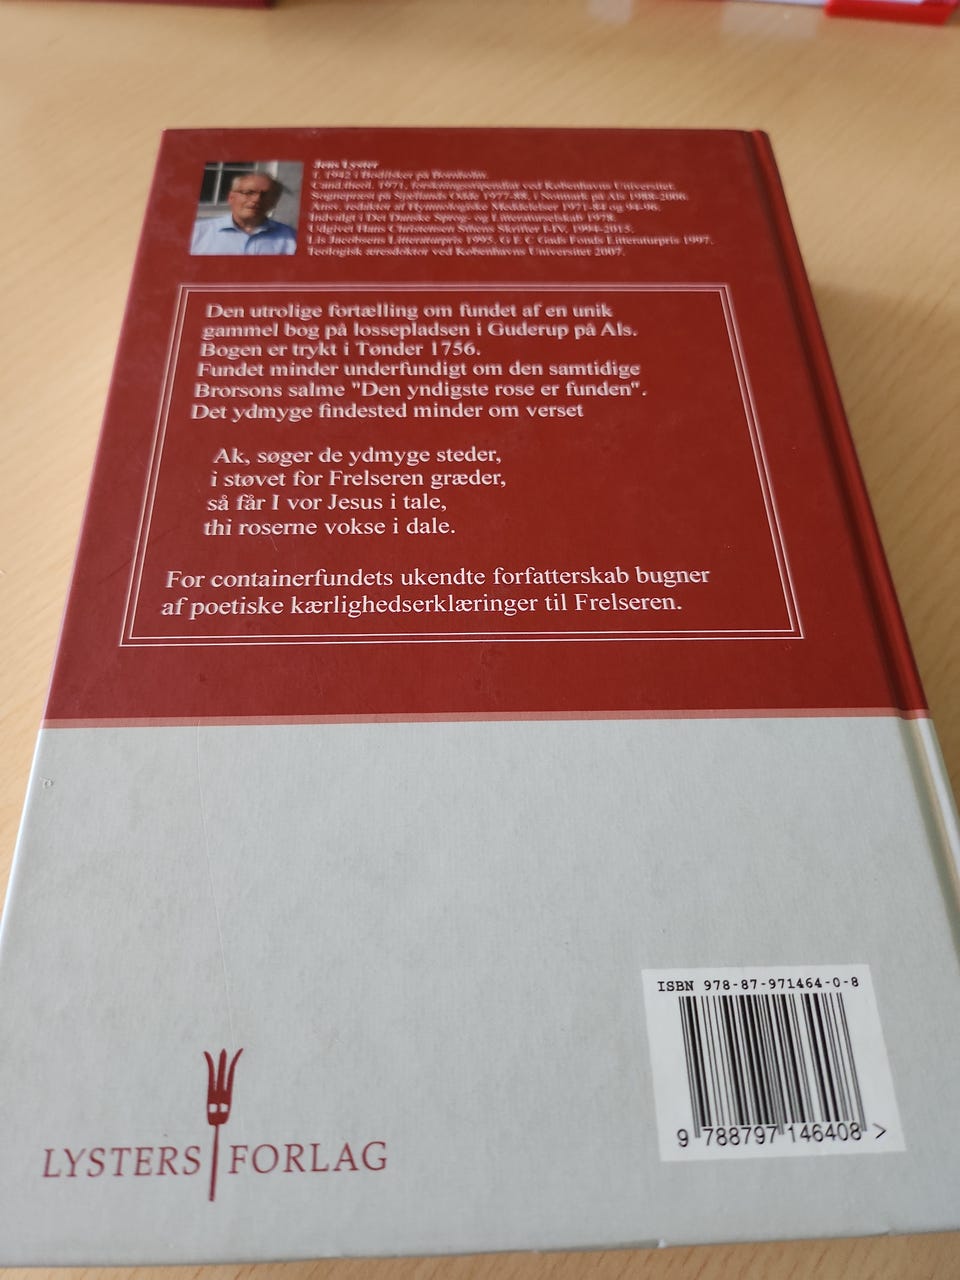 Jens Lyster
f. 1942 i Bodilsker på Bornholm.
Cand.theol. 1971, forskningsstipendiat ved Københavns Universitet.
Sognepræst på Sjællands Odde 1977-88, i Notmark på Als 1988-2006.
Ansv. redaktør af Hymnologiske Meddelelser 1971-84 og 94-96.
Indvalgt i Det Danske Sprog- og Litteraturselskab 1978.
Udgivet Hans Christensen Sthens Skrifter I-IV, 1994-2015.
Lis Jacobsens Litteraturpris 1995. G E C Gads Fonds Litteraturpris 1997.
Teologisk æresdoktor ved Københavns Universitet 2007.
Den utrolige fortælling om fundet af en unik
gammel bog på lossepladsen i Guderup på Als.
Bogen er trykt i Tønder 1756.
Fundet minder underfundigt om den samtidige
Brorsons salme "Den yndigste rose er funden".
Det ydmyge findested minder om verset
Ak, søger de ydmyge steder,
i støvet for Frelseren græder,
så får I vor Jesus i tale,
thi roserne vokse i dale.
For containerfundets ukendte forfatterskab bugner
af poetiske kærlighedserklæringer til Frelseren.
ISBN 978-87-971464-0-8
9 788797 146408 >
LYSTERS FORLAG